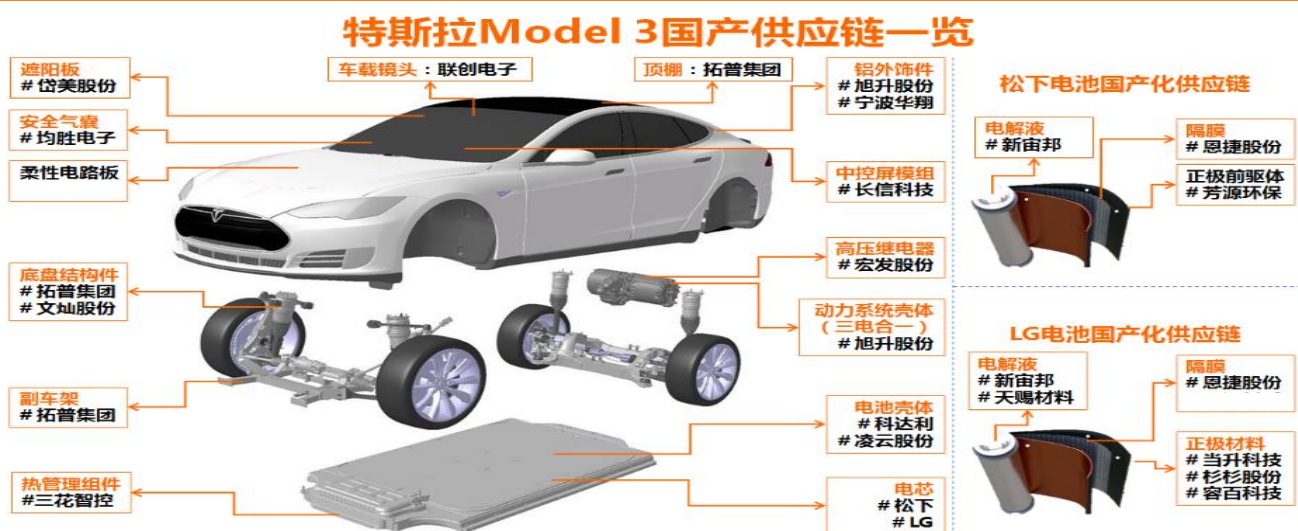 特斯拉Model 3国产供应链一览
遮阳板
# 岱美股份
车载镜头：联创电子
顶棚：拓普集团
铝外饰件
# 旭升股份
# 宁波华翔
安全气囊
# 均胜电子
柔性电路板
中控屏模组
# 长信科技
高压继电器
# 宏发股份
底盘结构件
# 拓普集团
# 文灿股份
动力系统壳体
（三电合一）
# 旭升股份
副车架
# 拓普集团
电池壳体
# 科达利
# 凌云股份
热管理组件
#三花智控
电芯
# 松下
# LG
松下电池国产化供应链
电解液
# 新宙邦
隔膜
# 恩捷股份
正极前驱体
# 芳源环保
LG电池国产化供应链
电解液
# 新宙邦
# 天赐材料
隔膜
# 恩捷股份
正极材料
# 当升科技
# 杉杉股份
# 容百科技